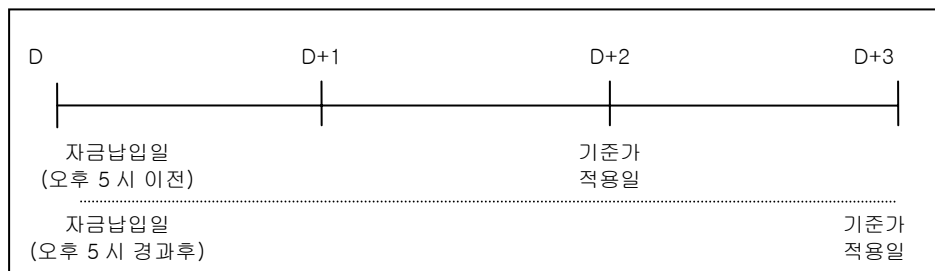 D D+1 D+2 D+3
자금납입일 기준가
(오후 5 시 이전) 적용일
자금납입일 기준가
(오후 5 시 경과후) 적용일